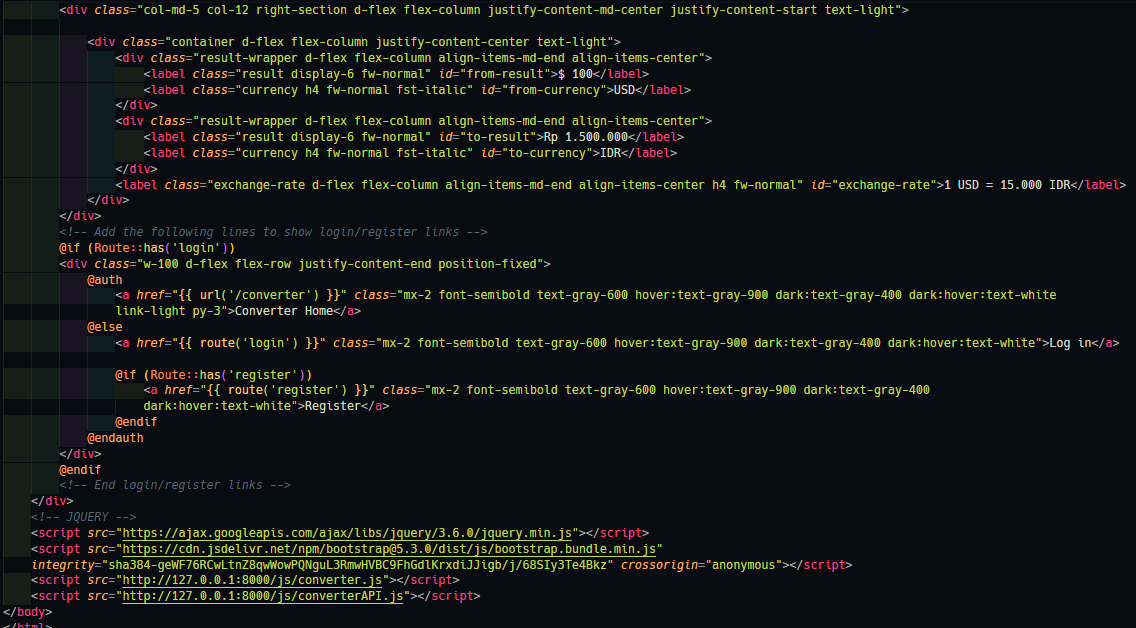 <div class="col-md-5 col-12 right-section d-flex flex-column justify-content-md-center justify-content-start text-light">
<div class="container d-flex flex-column justify-content-center text-light">
<div class="result-wrapper d-flex flex-column align-items-md-end align-items-center">
<label class="result display-6 fw-normal" id="from-result">$ 100</label>
<label class="currency h4 fw-normal fst-italic" id="from-currency">USD</label>
</div>
<div class="result-wrapper d-flex flex-column align-items-md-end align-items-center">
<label class="result display-6 fw-normal" id="to-result">Rp 1.500.000</label>
<label class="currency h4 fw-normal fst-italic" id="to-currency">IDR</label>
</div>
<label class="exchange-rate d-flex flex-column align-items-md-end align-items-center h4 fw-normal" id="exchange-rate">1 USD = 15.000 IDR</label>
</div>
</div>
<!-- Add the following lines to show login/register links -->
@if (Route::has('login'))
<div class="w-100 d-flex flex-row justify-content-end position-fixed">
@auth
<a href="{{ url('/converter') }}" class="mx-2 font-semibold text-gray-600 hover:text-gray-900 dark:text-gray-400 dark:hover:text-white
link-light py-3">Converter Home</a>
@else
<a href="{{ route('login') }}" class="mx-2 font-semibold text-gray-600 hover:text-gray-900 dark:text-gray-400 dark:hover:text-white">Log in</a>
@if (Route::has('register'))
<a href="{{ route('register') }}" class="mx-2 font-semibold text-gray-600 hover:text-gray-900 dark:text-gray-400
dark:hover:text-white">Register</a>
@endif
@endauth
</div>
@endif
<!-- End login/register links -->
</div>
<!-- JQUERY -->
<script src="https://ajax.googleapis.com/ajax/libs/jquery/3.6.0/jquery.min.js"></script>
<script src="https://cdn.jsdelivr.net/npm/bootstrap@5.3.0/dist/js/bootstrap.bundle.min.js"
integrity="sha384-geWF76RCwLtnZ8qwWowPQNguL3RmwHVBC9FhGdlKrxdiJJigb/j/68SIy3Te4Bkz" crossorigin="anonymous"></script>
<script src="http://127.0.0.1:8000/js/converter.js"></script>
<script src="http://127.0.0.1:8000/js/converterAPI.js"></script>
</body>
</html>